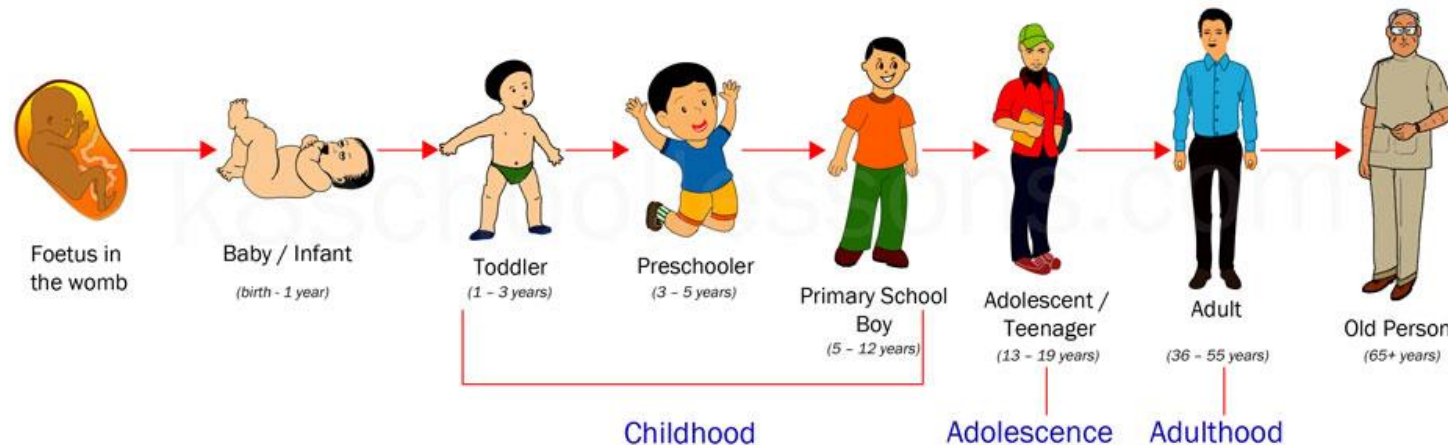 k8schoollessons.com
Foetus in
the womb
Baby / Infant
(birth - 1 year)
Toddler
(1 – 3 years)
Preschooler
(3 – 5 years)
Primary School
Boy
(5 – 12 years)
Adolescent /
Teenager
(13 – 19 years)
Adult
(36 – 55 years)
Old Person
(65+ years)
Childhood
Adolescence
Adulthood